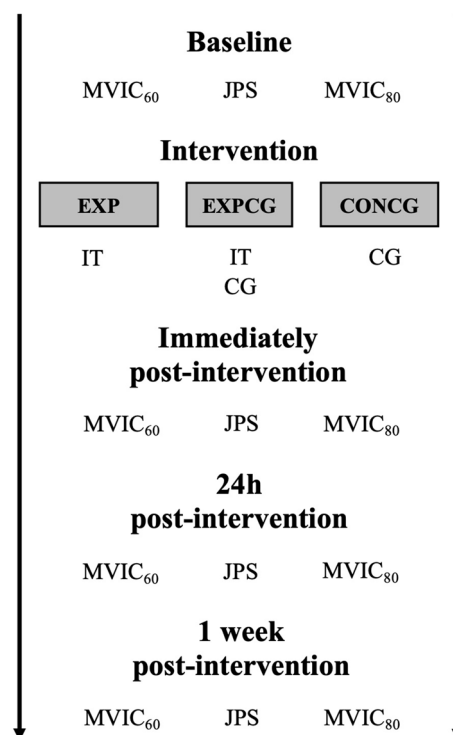 Baseline
MVIC₆₀ JPS MVIC₈₀
Intervention
EXP EXPCG CONCG
IT IT CG
CG
Immediately
post-intervention
MVIC₆₀ JPS MVIC₈₀
24h
post-intervention
MVIC₆₀ JPS MVIC₈₀
1 week
post-intervention
MVIC₆₀ JPS MVIC₈₀